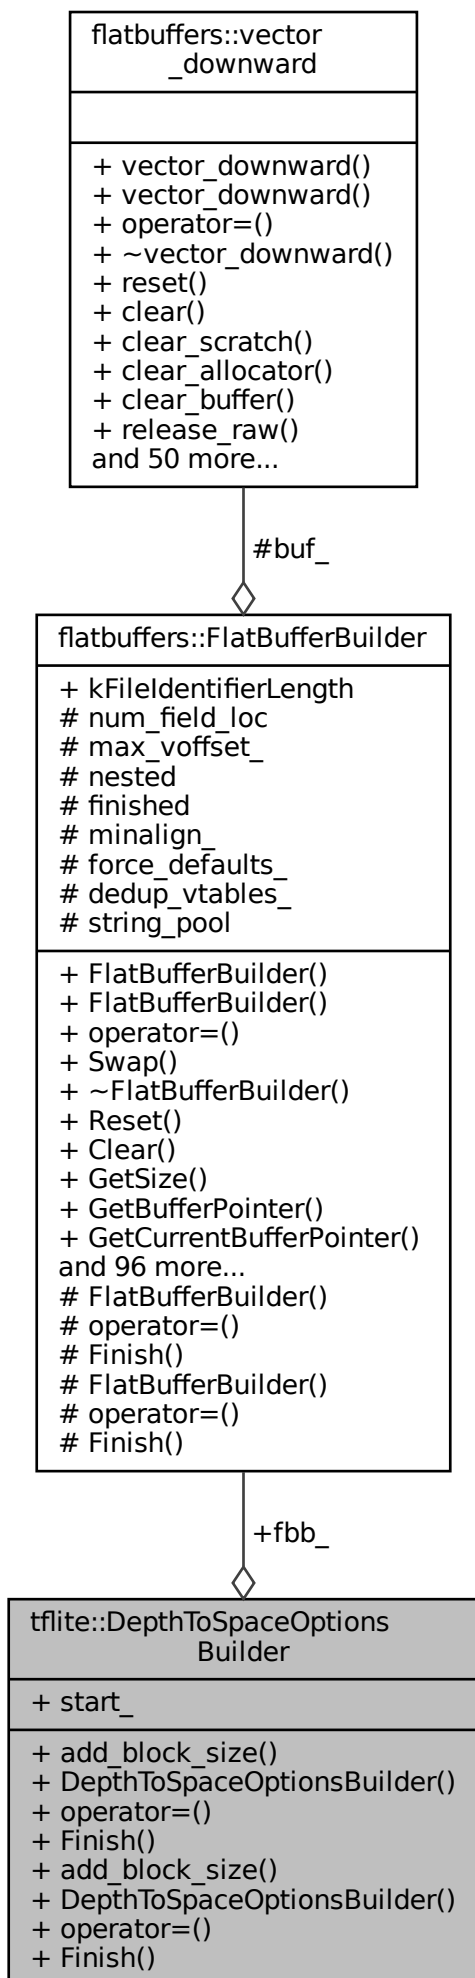 flatbuffers::vector
_downward
+ vector_downward()
+ vector_downward()
+ operator=()
+ ~vector_downward()
+ reset()
+ clear()
+ clear_scratch()
+ clear_allocator()
+ clear_buffer()
+ release_raw()
and 50 more...
#buf_
flatbuffers::FlatBufferBuilder
+ kFileIdentifierLength
# num_field_loc
# max_voffset_
# nested
# finished
# minalign_
# force_defaults_
# dedup_vtables_
# string_pool
+ FlatBufferBuilder()
+ FlatBufferBuilder()
+ operator=()
+ Swap()
+ ~FlatBufferBuilder()
+ Reset()
+ Clear()
+ GetSize()
+ GetBufferPointer()
+ GetCurrentBufferPointer()
and 96 more...
# FlatBufferBuilder()
# operator=()
# Finish()
# FlatBufferBuilder()
# operator=()
# Finish()
+fbb_
tflite::DepthToSpaceOptions
Builder
+ start_
+ add_block_size()
+ DepthToSpaceOptionsBuilder()
+ operator=()
+ Finish()
+ add_block_size()
+ DepthToSpaceOptionsBuilder()
+ operator=()
+ Finish()